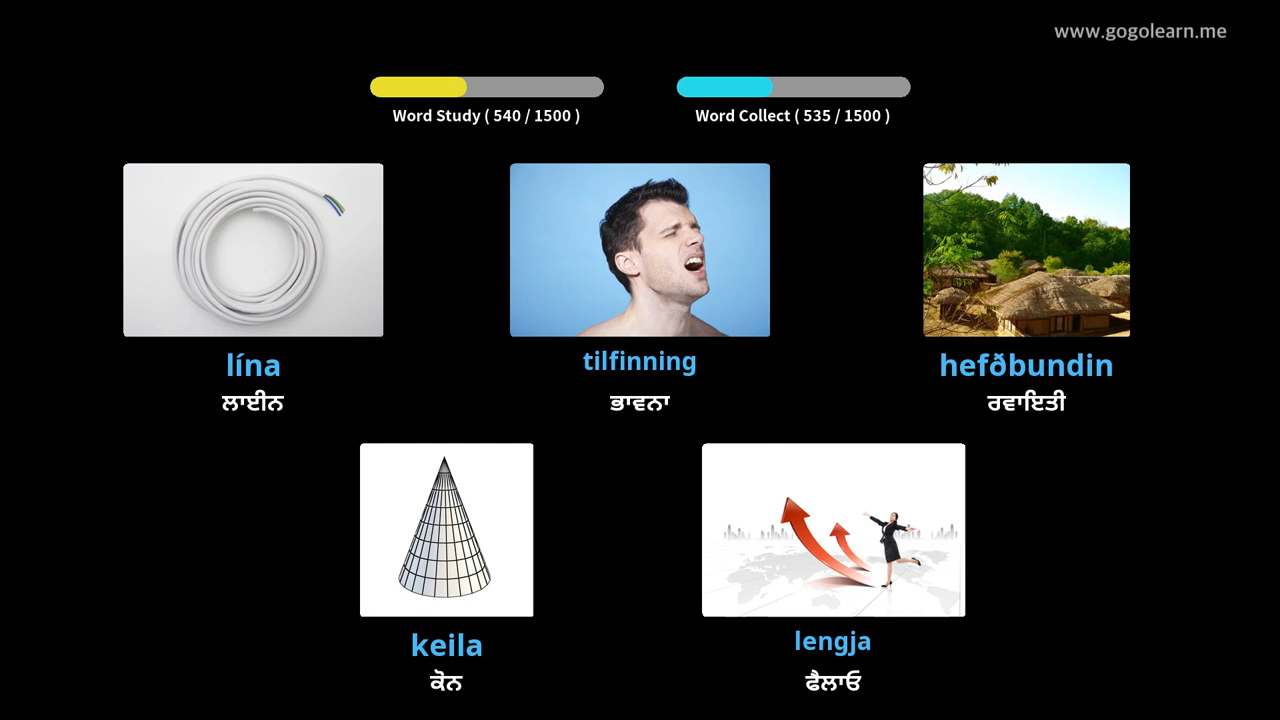 www.gogolearn.me
Word Study ( 540 / 1500 )
Word Collect ( 535 / 1500 )
lína
ਲਾਈਨ
tilfinning
ਭਾਵਨਾ
hefðbundin
ਰਵਾਇਤੀ
keila
ਕੋਨ
lengja
ਫੈਲਾਓ